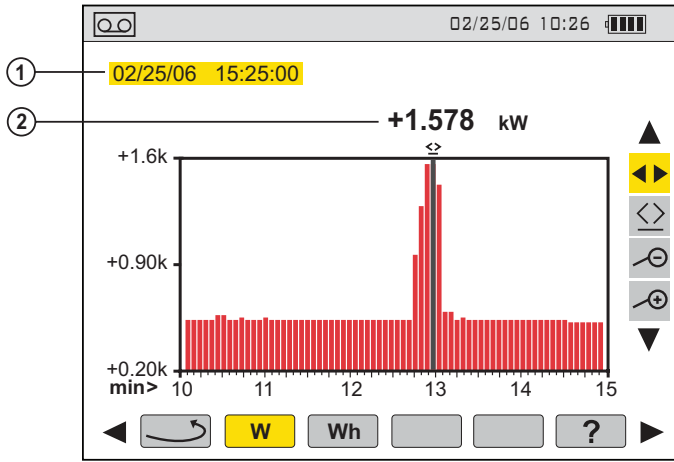 02/25/06 10:26
1
02/25/06 15:25:00
2
+1.578 kW
<>
+1.6k
+0.90k
+0.20k
min>
10 11 12 13 14 15
W Wh ?